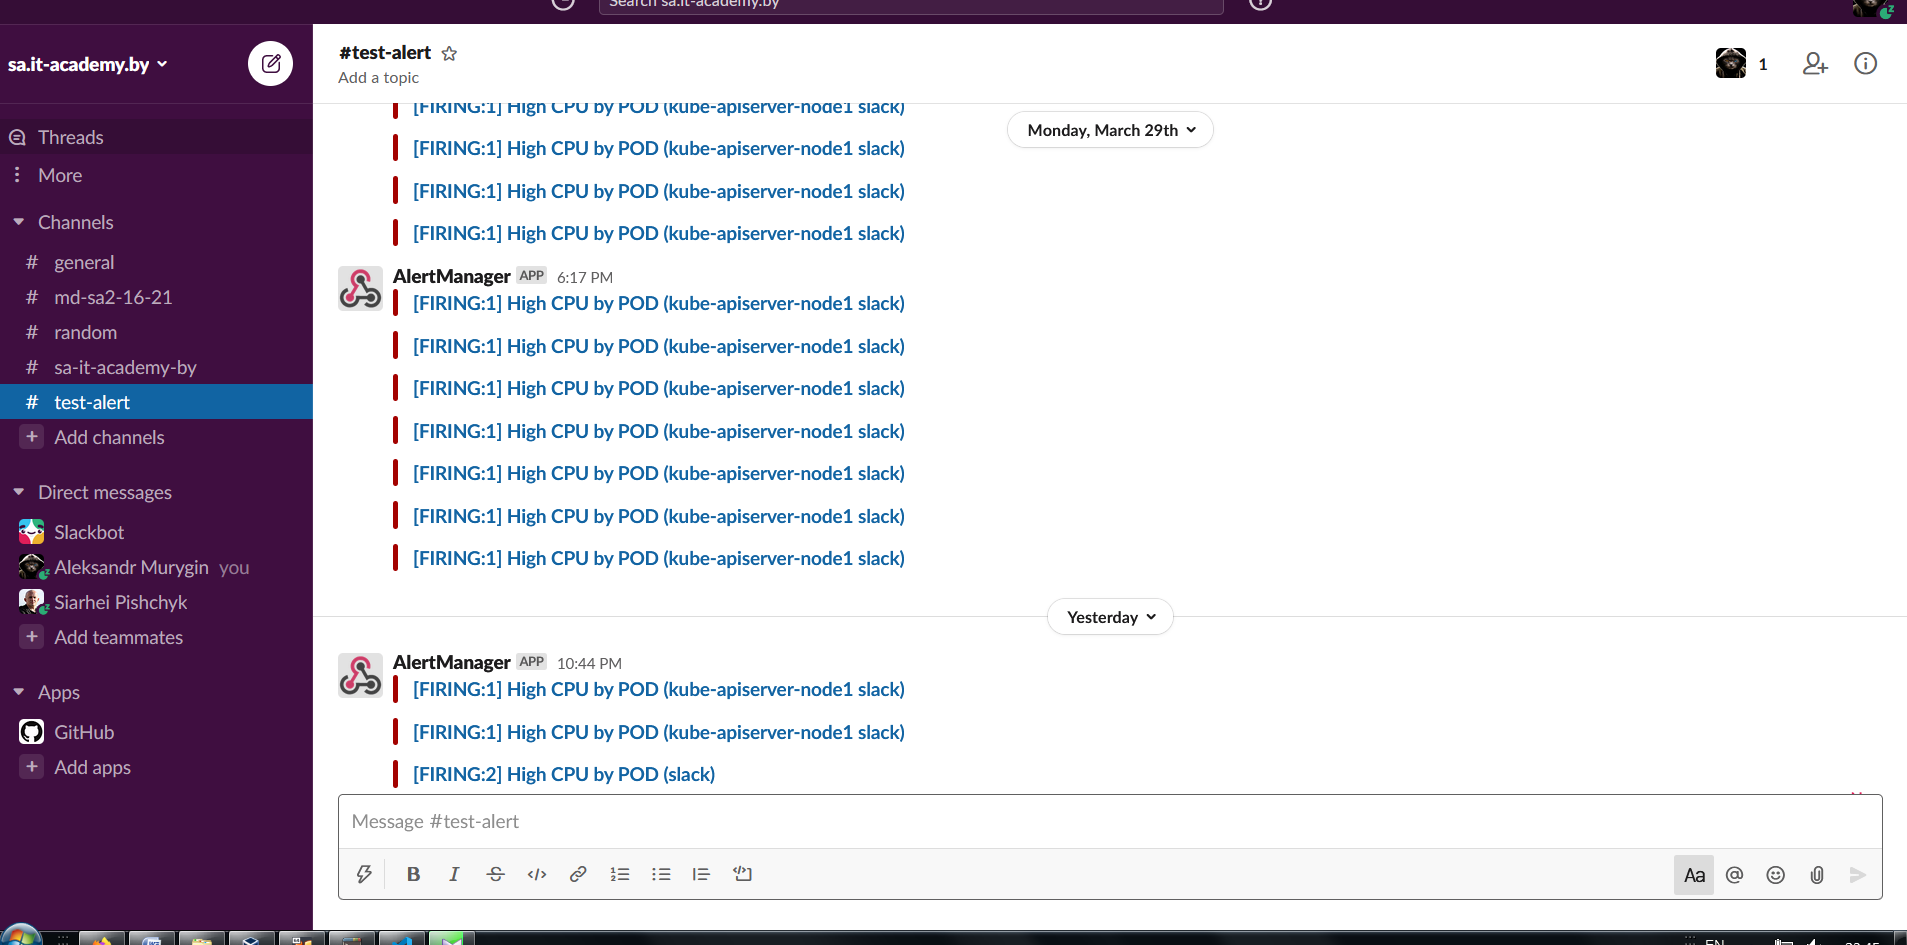 Search sa.it-academy.by
sa.it-academy.by
Threads
More
Channels
# general
# md-sa2-16-21
# random
# sa-it-academy-by
# test-alert
+ Add channels
Direct messages
Slackbot
Aleksandr Murygin you
Siarhei Pishchyk
+ Add teammates
Apps
GitHub
+ Add apps
#test-alert
Add a topic
1
[FIRING:1] High CPU by POD (kube-apiserver-node1 slack)
Monday, March 29th
[FIRING:1] High CPU by POD (kube-apiserver-node1 slack)
[FIRING:1] High CPU by POD (kube-apiserver-node1 slack)
[FIRING:1] High CPU by POD (kube-apiserver-node1 slack)
AlertManager APP 6:17 PM
[FIRING:1] High CPU by POD (kube-apiserver-node1 slack)
[FIRING:1] High CPU by POD (kube-apiserver-node1 slack)
[FIRING:1] High CPU by POD (kube-apiserver-node1 slack)
[FIRING:1] High CPU by POD (kube-apiserver-node1 slack)
[FIRING:1] High CPU by POD (kube-apiserver-node1 slack)
[FIRING:1] High CPU by POD (kube-apiserver-node1 slack)
[FIRING:1] High CPU by POD (kube-apiserver-node1 slack)
Yesterday
AlertManager APP 10:44 PM
[FIRING:1] High CPU by POD (kube-apiserver-node1 slack)
[FIRING:1] High CPU by POD (kube-apiserver-node1 slack)
[FIRING:2] High CPU by POD (slack)
Message #test-alert
B I S </> Aa @
EN